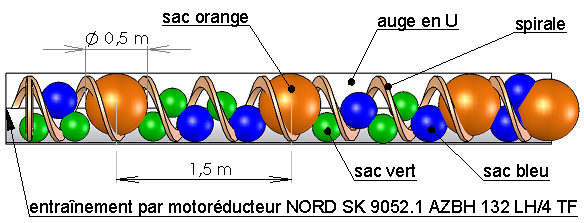 sac orange
auge en U
spirale
Ø 0,5 m
1,5 m
sac vert
sac bleu
entraînement par motoréducteur NORD SK 9052.1 AZBH 132 LH/4 TF